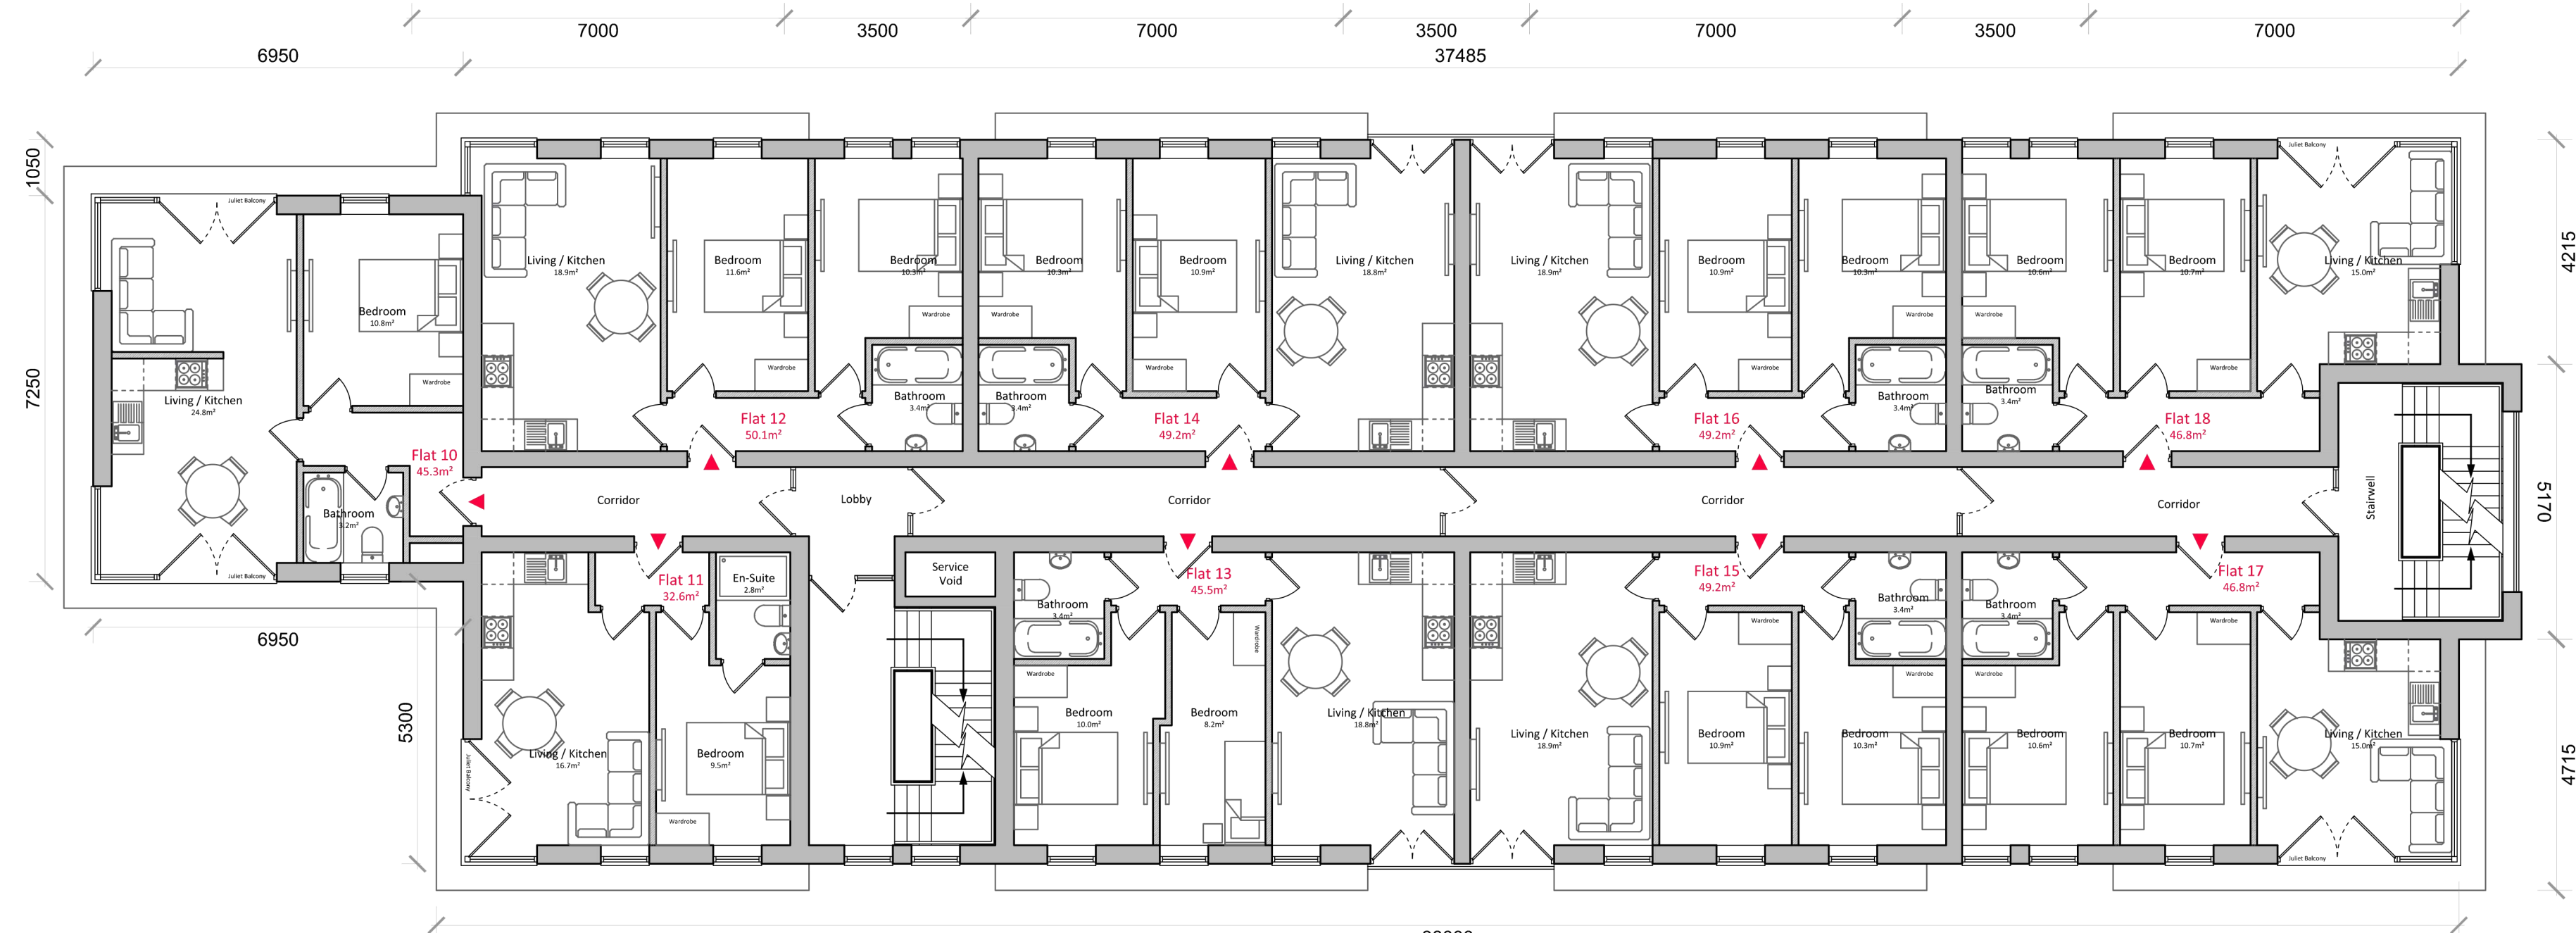 7000
3500
7000
3500
7000
3500
7000
6950
37485
1050
7250
4215
5170
4715
6950
5300
Juliet Balcony
Bedroom
10.8m²
Wardrobe
Living / Kitchen
24.8m²
Flat 10
45.3m²
Bathroom
3.2m²
Juliet Balcony
Living / Kitchen
18.9m²
Bedroom
11.6m²
Wardrobe
Bedroom
10.3m²
Wardrobe
Flat 12
50.1m²
Bathroom
3.4m²
Bedroom
10.3m²
Wardrobe
Bedroom
10.9m²
Wardrobe
Living / Kitchen
18.8m²
Bathroom
3.4m²
Flat 14
49.2m²
Living / Kitchen
18.9m²
Bedroom
10.9m²
Wardrobe
Bedroom
10.3m²
Wardrobe
Flat 16
49.2m²
Bathroom
3.4m²
Bedroom
10.6m²
Wardrobe
Bedroom
10.7m²
Wardrobe
Juliet Balcony
Living / Kitchen
15.0m²
Bathroom
3.4m²
Flat 18
46.8m²
Corridor
Lobby
Corridor
Corridor
Corridor
Stairwell
Flat 11
32.6m²
En-Suite
2.8m²
Living / Kitchen
16.7m²
Juliet Balcony
Bedroom
9.5m²
Wardrobe
Service
Void
Flat 13
45.5m²
Bathroom
3.4m²
Wardrobe
Wardrobe
Bedroom
10.0m²
Bedroom
8.2m²
Living / Kitchen
18.8m²
Flat 15
49.2m²
Bathroom
3.4m²
Wardrobe
Wardrobe
Living / Kitchen
18.9m²
Bedroom
10.9m²
Bedroom
10.3m²
Flat 17
46.8m²
Bathroom
3.4m²
Wardrobe
Wardrobe
Bedroom
10.6m²
Bedroom
10.7m²
Living / Kitchen
15.0m²
Juliet Balcony